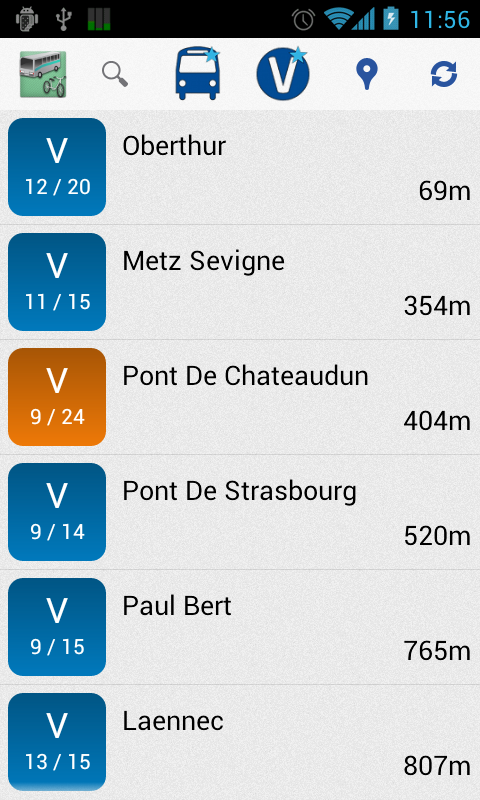 11:56
V
V
12 / 20
Oberthur
69m
V
11 / 15
Metz Sevigne
354m
V
9 / 24
Pont De Chateaudun
404m
V
9 / 14
Pont De Strasbourg
520m
V
9 / 15
Paul Bert
765m
V
13 / 15
Laennec
807m